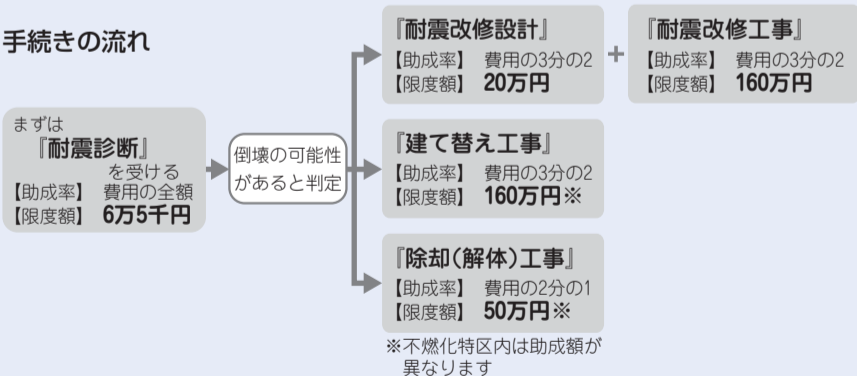 手続きの流れ
まずは
『耐震診断』
を受ける
【助成率】 費用の全額
【限度額】 6万5千円
倒壊の可能性
があると判定
『耐震改修設計』
【助成率】 費用の3分の2
【限度額】 20万円
+
『耐震改修工事』
【助成率】 費用の3分の2
【限度額】 160万円
『建て替え工事』
【助成率】 費用の3分の2
【限度額】 160万円※
『除却(解体)工事』
【助成率】 費用の2分の1
【限度額】 50万円※
※不燃化特区内は助成額が
異なります